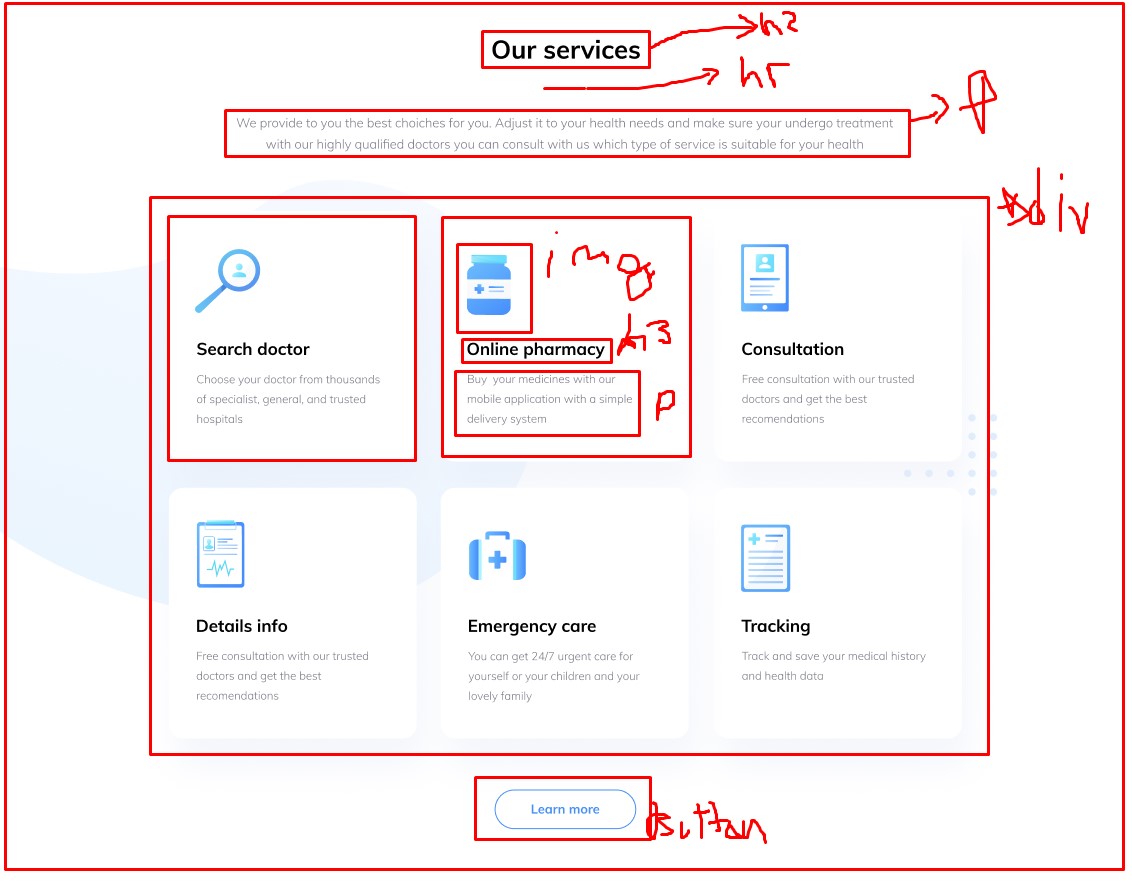 Our services
h2
hr
We provide to you the best choiches for you. Adjust it to your health needs and make sure your undergo treatment
with our highly qualified doctors you can consult with us which type of service is suitable for your health
p
div
img
Search doctor
Choose your doctor from thousands
of specialist, general, and trusted
hospitals
Online pharmacy
h3
Buy your medicines with our
mobile application with a simple
delivery system
p
Consultation
Free consultation with our trusted
doctors and get the best
recomendations
Details info
Free consultation with our trusted
doctors and get the best
recomendations
Emergency care
You can get 24/7 urgent care for
yourself or your children and your
lovely family
Tracking
Track and save your medical history
and health data
Learn more
button